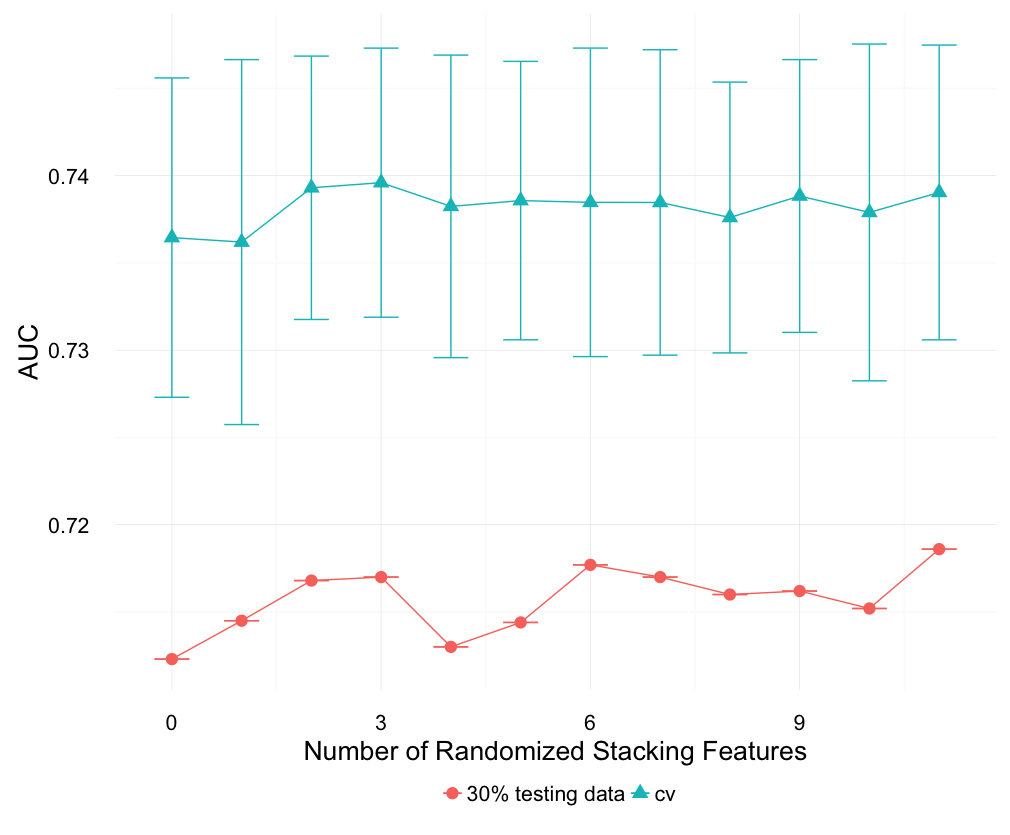 0.74
0.73
0.72
AUC
0 3 6 9
Number of Randomized Stacking Features
30% testing data cv